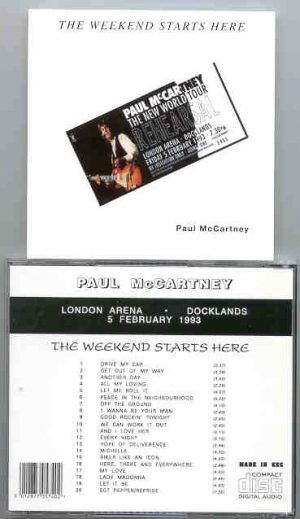 THE WEEKEND STARTS HERE
PAUL McCARTNEY
THE NEW WORLD TOUR
REHEARSAL
LONDON ARENA · DOCKLANDS
FRIDAY 5 FEBRUARY 1993 · 7.30PM
Paul McCartney
PAUL McCARTNEY
LONDON ARENA • DOCKLANDS
5 FEBRUARY 1993
THE WEEKEND STARTS HERE
1 DRIVE MY CAR
2 GET OUT OF MY WAY
3 ANOTHER DAY
4 ALL MY LOVING
5 LET ME ROLL IT
6 PEACE IN THE NEIGHBOURHOOD
7 OFF THE GROUND
8 'I WANNA BE YOUR MAN
9 GOOD ROCKIN' TONIGHT
10 WE CAN WORK IT OUT
11 AND I LOVE HER
12 EVERY NIGHT
13 HOPE OF DELIVERENCE
14 MICHELLE
15 BIKER LIKE AN ICON
16 HERE, THERE AND EVERYWHERE
17 MY LOVE
18 LADY MADONNA
19 LET IT BE
20 SGT PEPPER/REPRISE
MADE IN EEC
COMPACT
disc
DIGITAL AUDIO